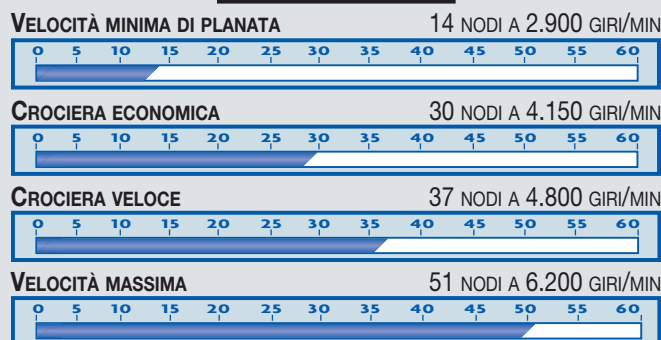 VELOCITÀ MINIMA DI PLANATA 14 NODI A 2.900 GIRI/MIN
0 5 10 15 20 25 30 35 40 45 50 55 60
CROCIERA ECONOMICA 30 NODI A 4.150 GIRI/MIN
0 5 10 15 20 25 30 35 40 45 50 55 60
CROCIERA VELOCE 37 NODI A 4.800 GIRI/MIN
0 5 10 15 20 25 30 35 40 45 50 55 60
VELOCITÀ MASSIMA 51 NODI A 6.200 GIRI/MIN
0 5 10 15 20 25 30 35 40 45 50 55 60